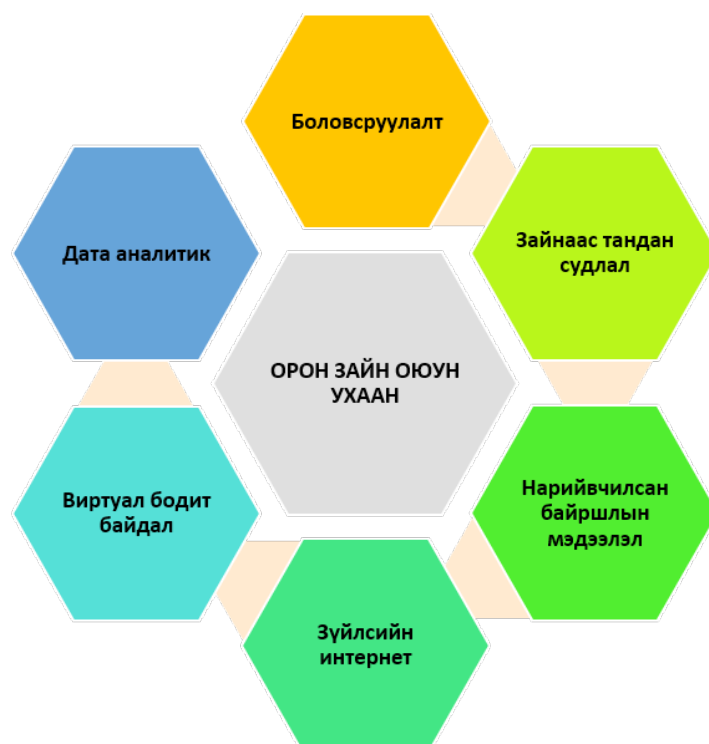 Боловсруулалт
Зайнаас тандан
судлал
Дата аналитик
ОРОН ЗАЙН ОЮУН
УХААН
Виртуал бодит
байдал
Нарийвчилсан
байршлын
мэдээлэл
Зүйлсийн
интернет